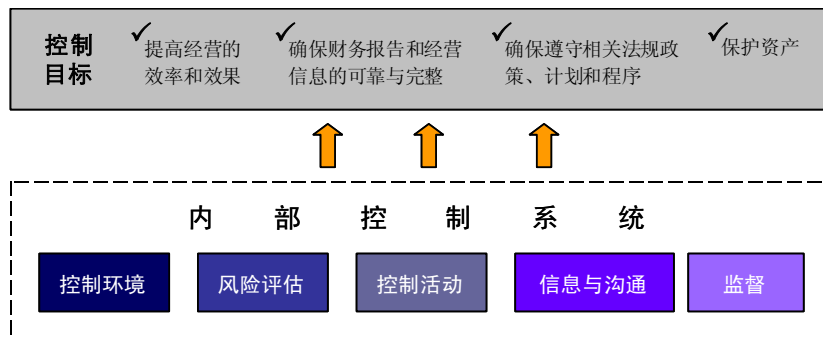 控制
目标
✓提高经营的
效率和效果
✓确保财务报告和经营
信息的可靠与完整
✓确保遵守相关法规政
策、计划和程序
✓保护资产
内部控制系统
控制环境
风险评估
控制活动
信息与沟通
监督